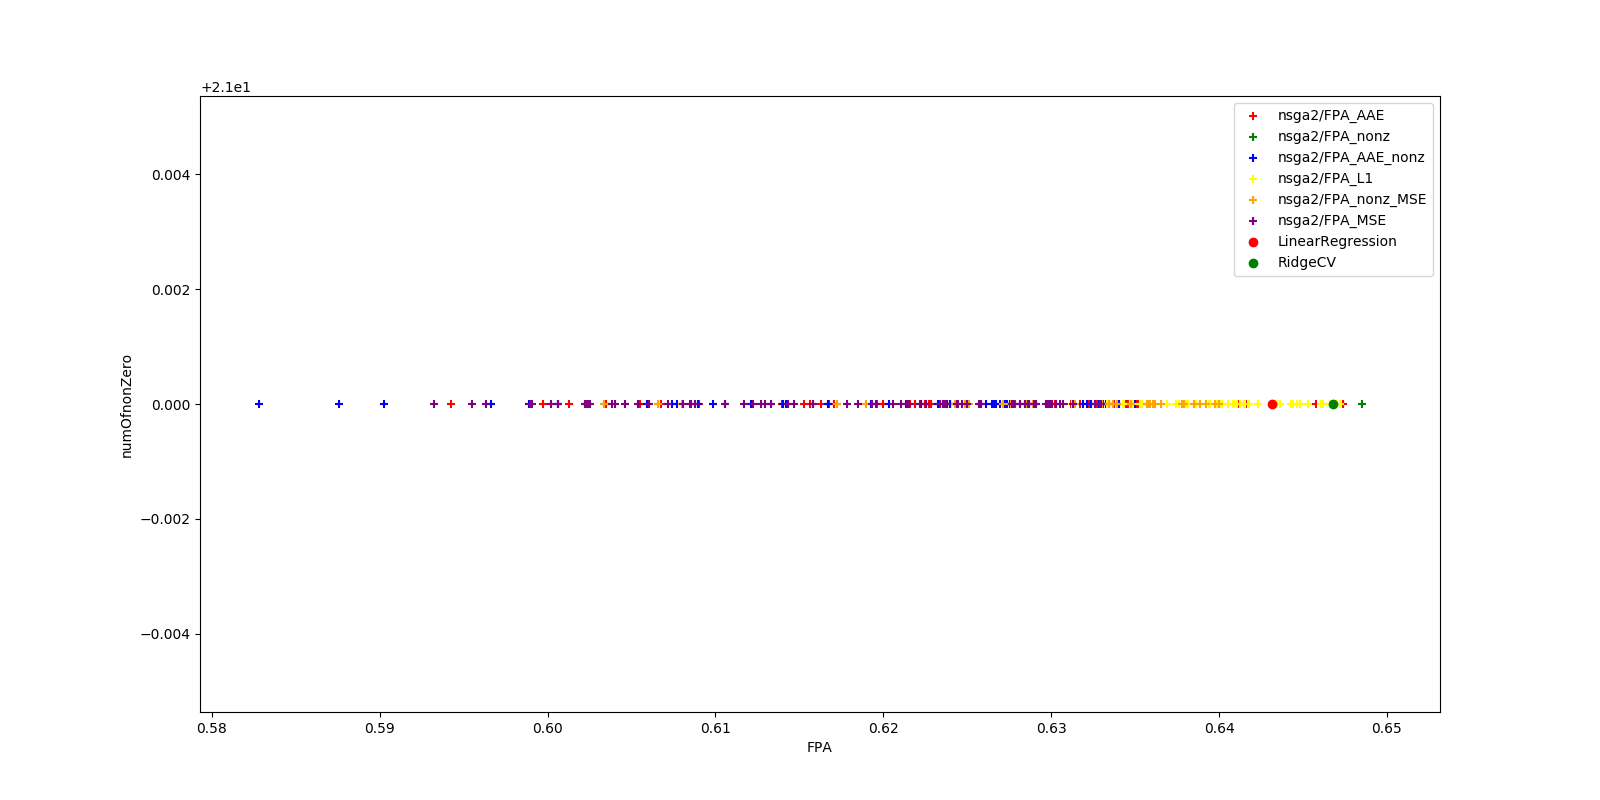 +2.1e1
nsga2/FPA_AAE
nsga2/FPA_nonz
nsga2/FPA_AAE_nonz
nsga2/FPA_L1
nsga2/FPA_nonz_MSE
nsga2/FPA_MSE
LinearRegression
RidgeCV
0.004
0.002
0.000
−0.002
−0.004
numOfnonZero
0.58 0.59 0.60 0.61 0.62 0.63 0.64 0.65
FPA